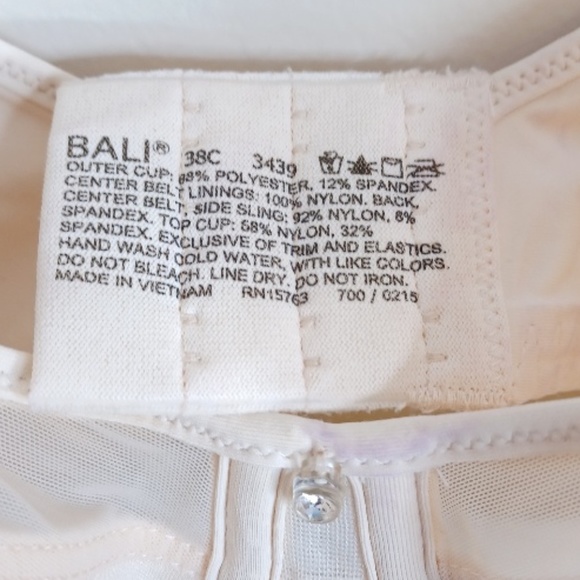 BALI® 38C 3439
OUTER CUP: 88% POLYESTER, 12% SPANDEX.
CENTER BELT LININGS: 100% NYLON. BACK,
CENTER BELT, SIDE SLING: 92% NYLON, 8%
SPANDEX. TOP CUP: 68% NYLON, 32%
SPANDEX. EXCLUSIVE OF TRIM AND ELASTICS.
HAND WASH COLD WATER, WITH LIKE COLORS.
DO NOT BLEACH. LINE DRY. DO NOT IRON.
MADE IN VIETNAM RN15763 700 / 0215